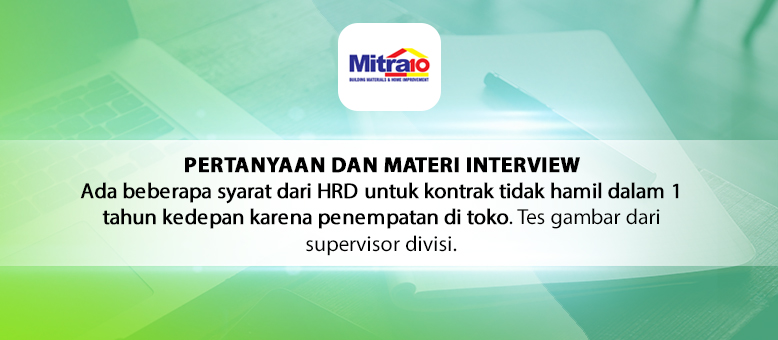 Mitra10
BUILDING MATERIALS & HOME IMPROVEMENT
PERTANYAAN DAN MATERI INTERVIEW
Ada beberapa syarat dari HRD untuk kontrak tidak hamil dalam 1
tahun kedepan karena penempatan di toko. Tes gambar dari
supervisor divisi.